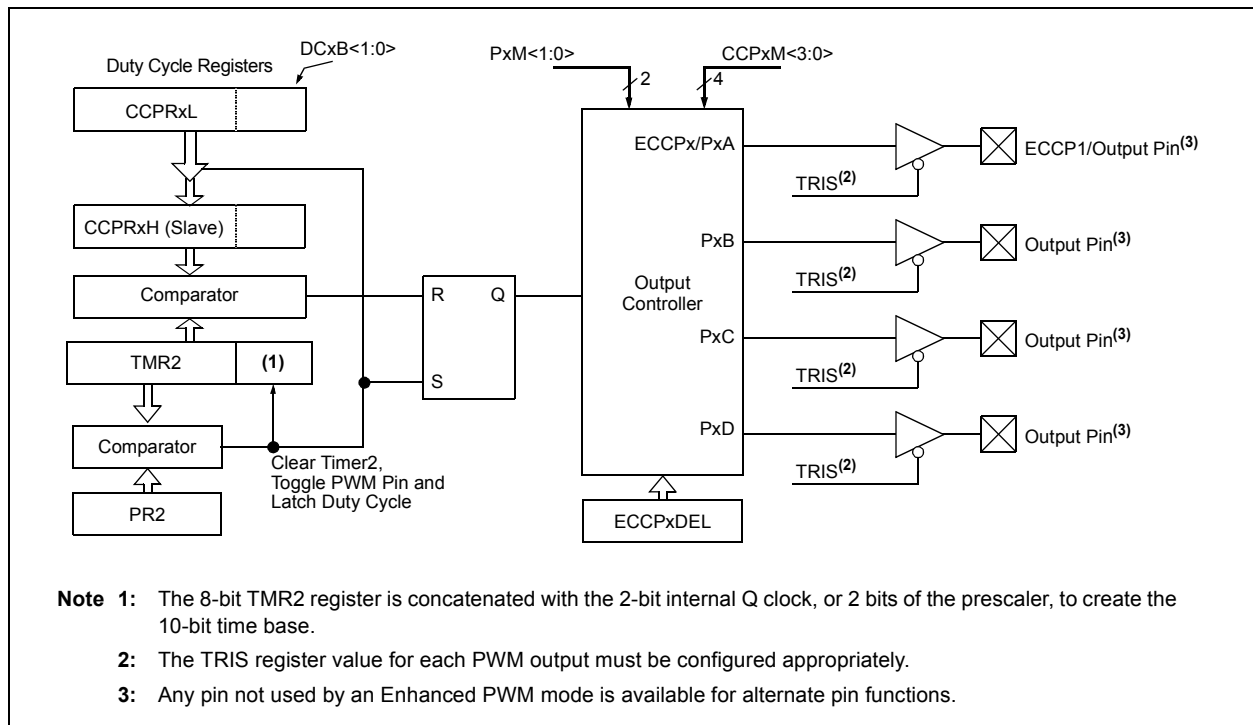 DCxB<1:0>
Duty Cycle Registers
CCPRxL
CCPRxH (Slave)
Comparator
TMR2
(1)
Comparator
PR2
Clear Timer2,
Toggle PWM Pin and
Latch Duty Cycle
R
Q
S
PxM<1:0>
2
CCPxM<3:0>
4
ECCPx/PxA
PxB
Output
Controller
PxC
PxD
ECCPxDEL
TRIS(2)
ECCP1/Output Pin(3)
TRIS(2)
Output Pin(3)
TRIS(2)
Output Pin(3)
TRIS(2)
Output Pin(3)
Note 1: The 8-bit TMR2 register is concatenated with the 2-bit internal Q clock, or 2 bits of the prescaler, to create the
10-bit time base.
2: The TRIS register value for each PWM output must be configured appropriately.
3: Any pin not used by an Enhanced PWM mode is available for alternate pin functions.